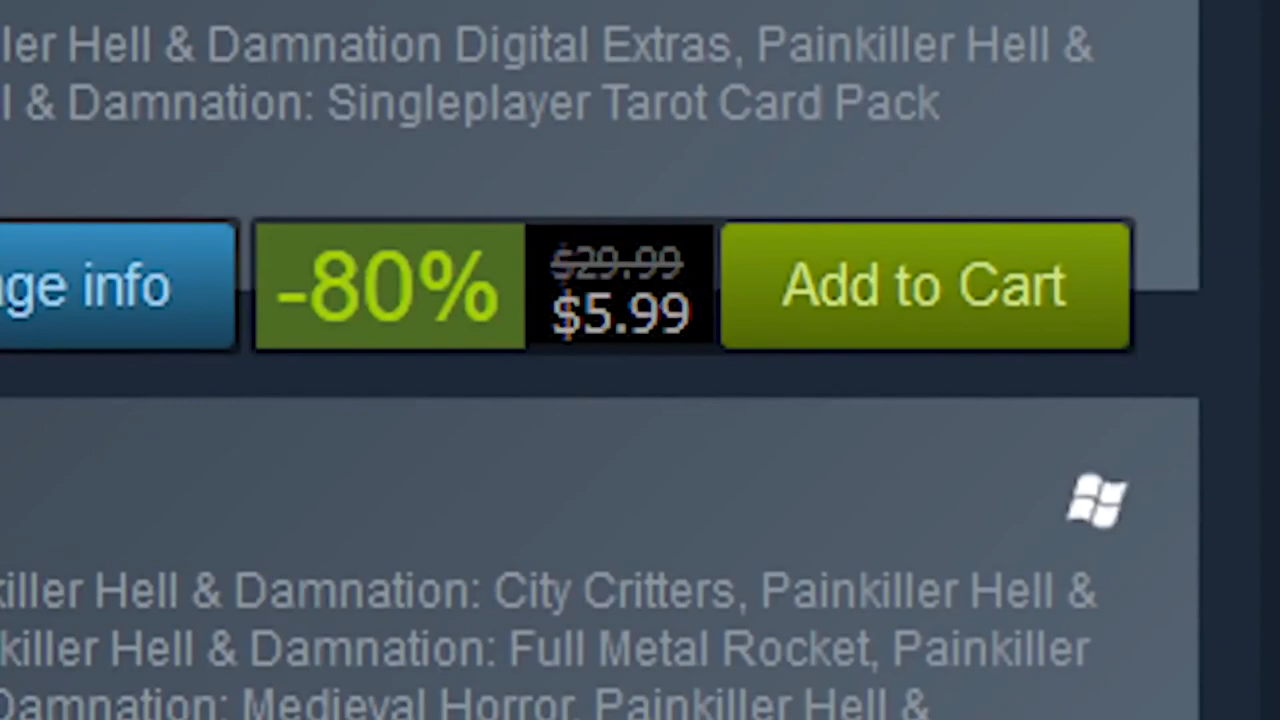 ler Hell & Damnation Digital Extras, Painkiller Hell &
l & Damnation: Singleplayer Tarot Card Pack
age info
-80%
$29.99
$5.99
Add to Cart
killer Hell & Damnation: City Critters, Painkiller Hell &
killer Hell & Damnation: Full Metal Rocket, Painkiller
Damnation: Medieval Horror, Painkiller Hell &